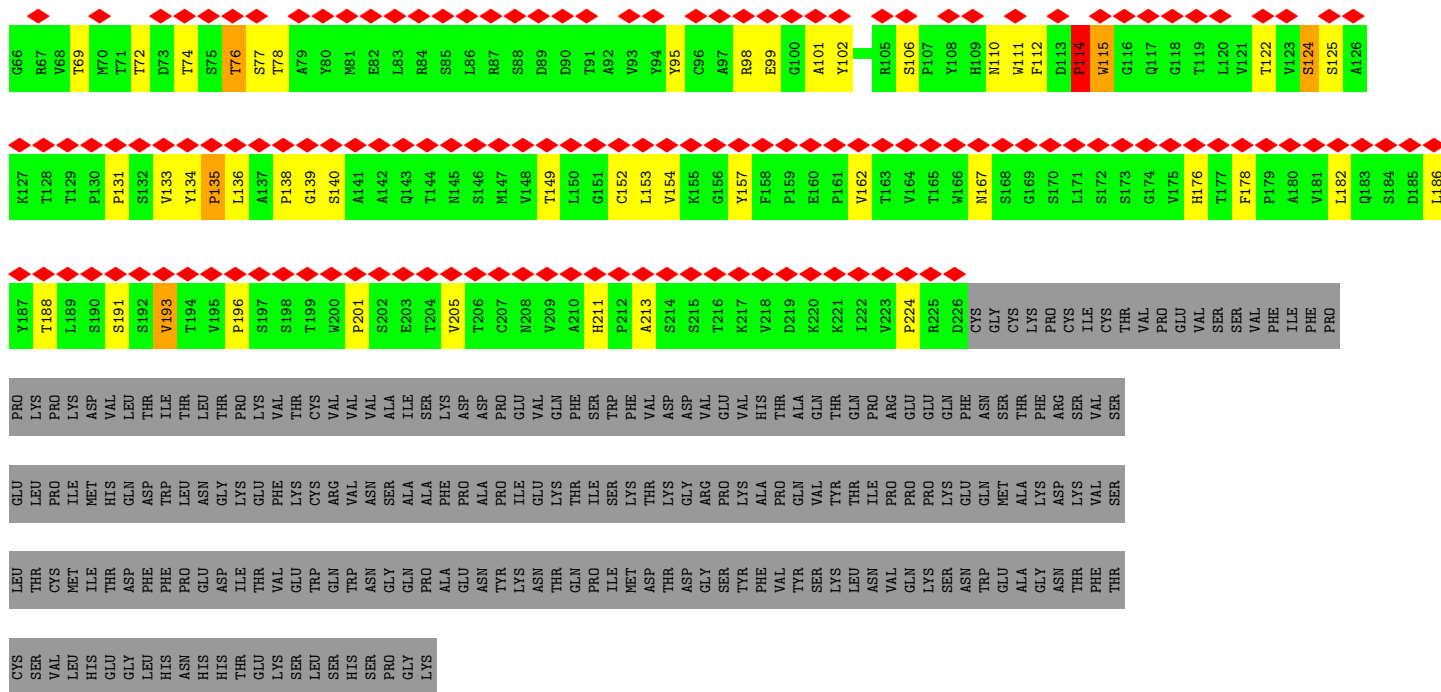 G66 R67 V68 T69 M70 T71 T72 D73 T74 S75 T76 S77 T78 A79 Y80 M81 E82 L83 R84 S85 L86 R87 S88 D89 D90 T91 A92 V93 Y94 Y95 C96 A97 R98 E99 G100 A101 Y102 R105 S106 P107 Y108 H109 N110 W111 F112 D113 P114 W115 G116 Q117 G118 T119 L120 V121 T122 V123 S124 S125 A126
K127 T128 T129 P130 P131 S132 V133 Y134 P135 L136 A137 P138 G139 S140 A141 A142 Q143 T144 N145 S146 M147 V148 T149 L150 G151 C152 L153 V154 K155 G156 Y157 F158 P159 E160 P161 V162 T163 V164 T165 W166 N167 S168 G169 S170 L171 S172 S173 G174 V175 H176 T177 F178 P179 A180 V181 L182 Q183 S184 D185 L186
Y187 T188 L189 S190 S191 S192 V193 T194 V195 P196 S197 S198 T199 W200 P201 S202 E203 T204 V205 T206 C207 N208 V209 A210 H211 P212 A213 S214 S215 T216 K217 V218 D219 K220 K221 I222 V223 P224 R225 D226 CYS GLY CYS LYS PRO CYS ILE CYS THR VAL PRO GLU VAL SER SER VAL PHE ILE PHE PRO
PRO LYS PRO LYS ASP VAL LEU THR ILE THR LEU THR PRO LYS VAL THR CYS VAL VAL VAL ALA ILE SER LYS ASP ASP PRO GLU VAL GLN PHE SER TRP PHE VAL ASP ASP VAL GLU VAL HIS THR ALA GLN THR GLN PRO ARG GLU GLU GLN PHE ASN SER THR PHE ARG SER VAL SER
GLU LEU PRO ILE MET HIS GLN ASP TRP LEU ASN GLY LYS GLU PHE LYS CYS ARG VAL ASN SER ALA ALA PHE PRO ALA PRO ILE GLU LYS THR ILE SER LYS THR LYS GLY ARG PRO LYS ALA PRO GLN VAL TYR THR ILE PRO PRO PRO LYS GLU GLN MET ALA LYS ASP LYS VAL SER
LEU THR CYS MET ILE THR ASP PHE PHE PRO GLU ASP ILE THR VAL GLU TRP GLN TRP ASN GLY GLN PRO ALA GLU ASN TYR LYS ASN THR GLN PRO ILE MET ASP THR ASP GLY SER TYR PHE VAL TYR SER LYS LEU ASN VAL GLN LYS SER ASN TRP GLU ALA GLY ASN THR PHE THR
CYS SER VAL LEU HIS GLU GLY LEU HIS ASN HIS HIS THR GLU LYS SER LEU SER HIS SER PRO GLY LYS